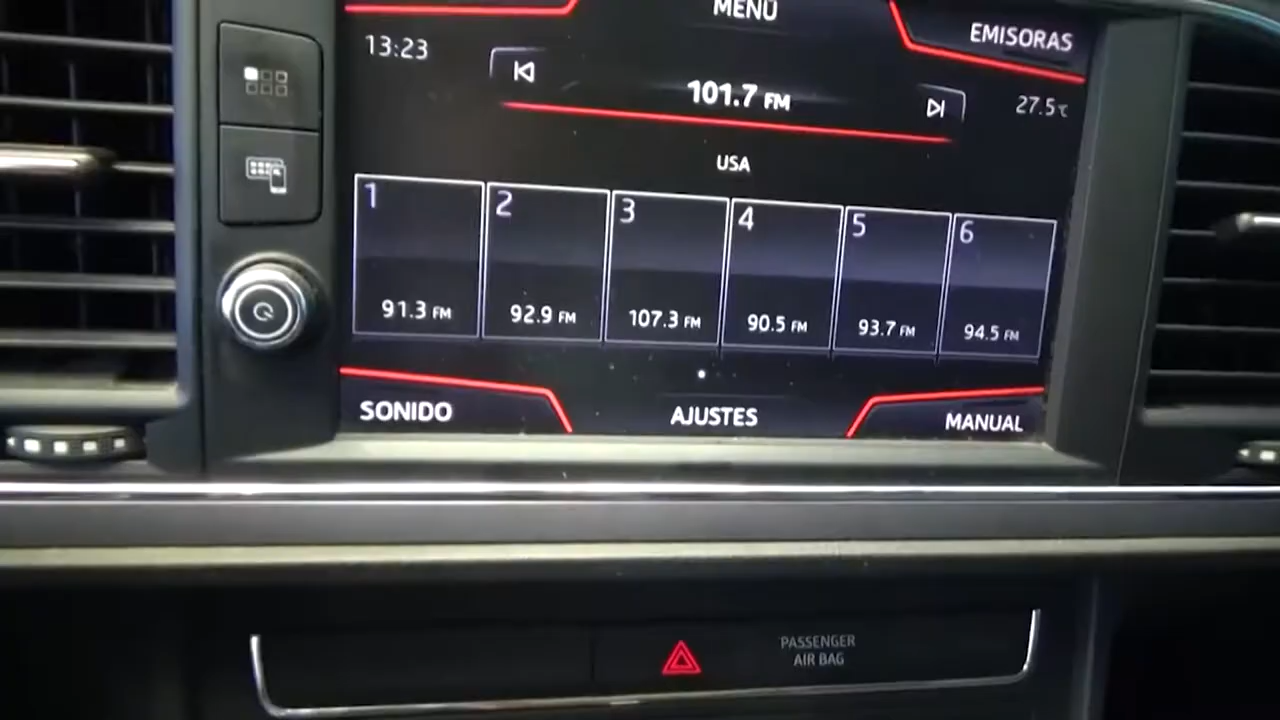 MENÚ
EMISORAS
13:23
101.7 FM
27.5℃
USA
1 2 3 4 5 6
91.3 FM 92.9 FM 107.3 FM 90.5 FM 93.7 FM 94.5 FM
SONIDO AJUSTES MANUAL
PASSENGER
AIR BAG